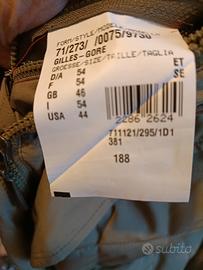 FORM/STYLE/MODELE
71/273/ /0075/9730
GILLES-GORE
GROESSE/SIZE/TAILLE/TAGLIA
D/A 54
F 54
GB 46
I 54
USA 44
ET
SE
2286 2624
711121/295/1D1
381
188
subito